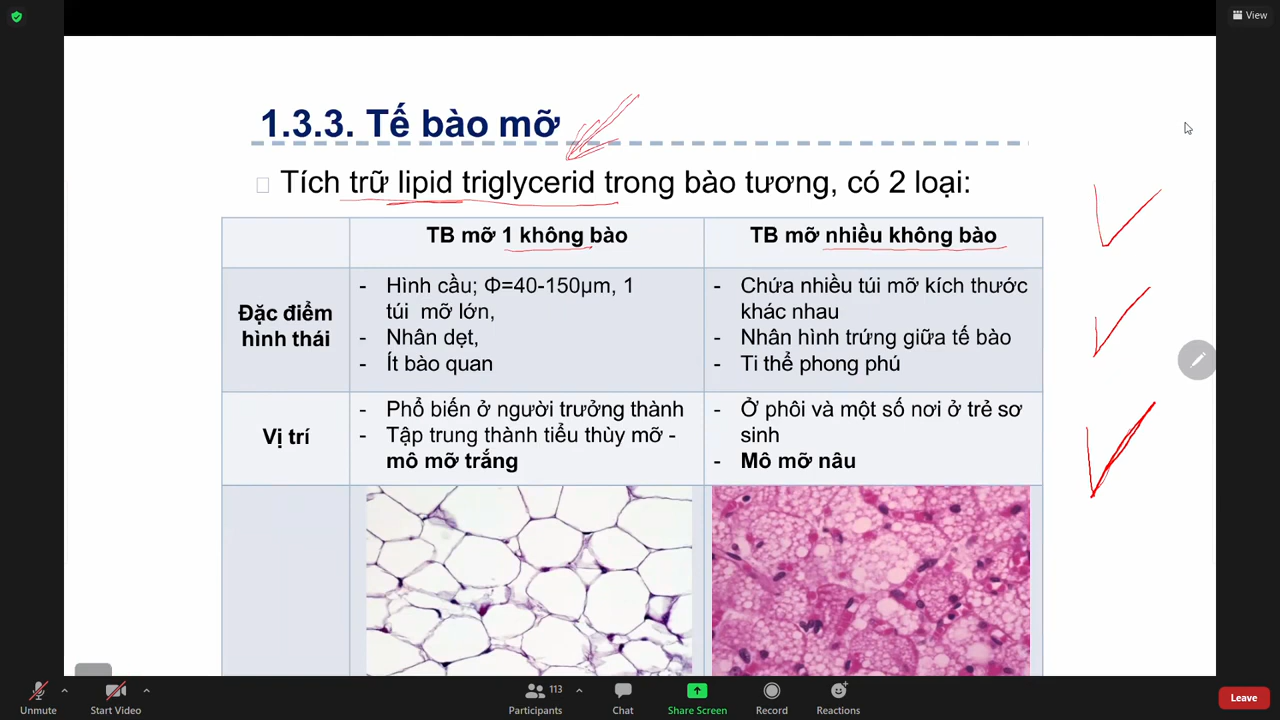 View
1.3.3. Tế bào mỡ
Tích trữ lipid triglycerid trong bào tương, có 2 loại:
TB mỡ 1 không bào
TB mỡ nhiều không bào
Đặc điểm
hình thái
- Hình cầu; Φ=40-150μm, 1
túi mỡ lớn,
- Nhân dẹt,
- Ít bào quan
- Chứa nhiều túi mỡ kích thước
khác nhau
- Nhân hình trứng giữa tế bào
- Ti thể phong phú
Vị trí
- Phổ biến ở người trưởng thành
- Tập trung thành tiểu thùy mỡ -
mô mỡ trắng
- Ở phôi và một số nơi ở trẻ sơ
sinh
- Mô mỡ nâu
Unmute
Start Video
113
Participants
Chat
Share Screen
Record
Reactions
Leave